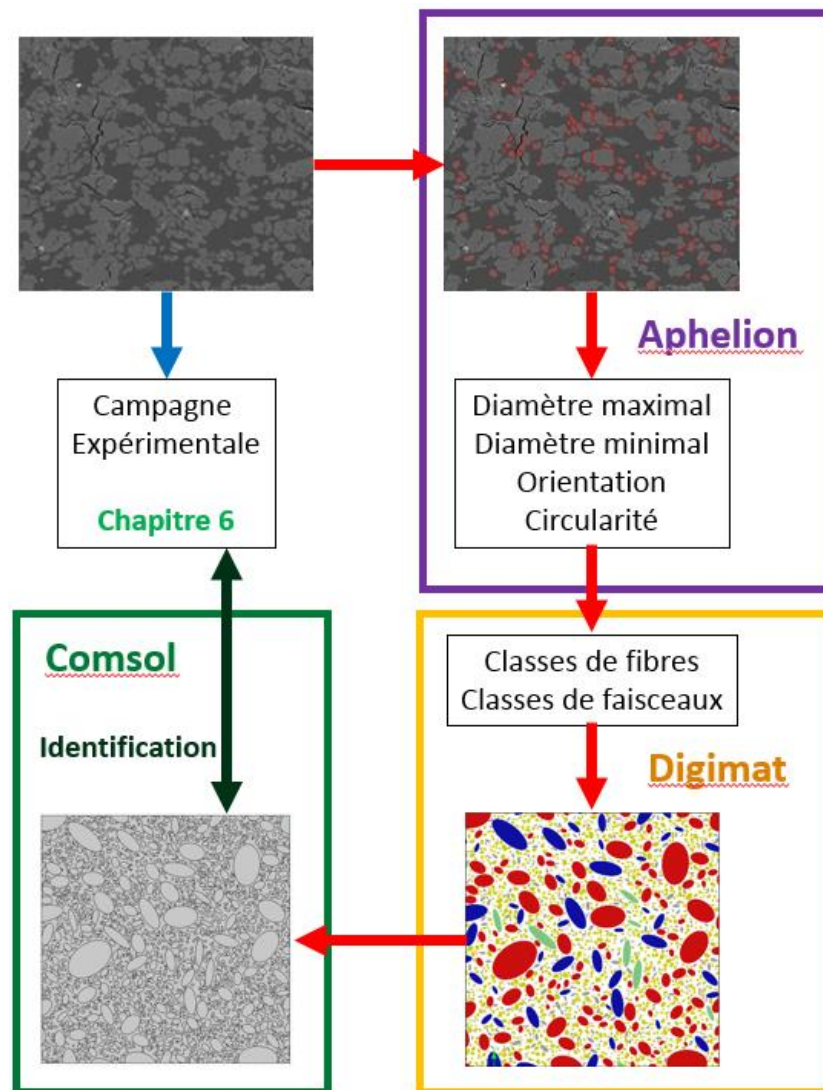 Aphelion
Campagne
Expérimentale
Chapitre 6
Diamètre maximal
Diamètre minimal
Orientation
Circularité
Comsol
Identification
Classes de fibres
Classes de faisceaux
Digimat